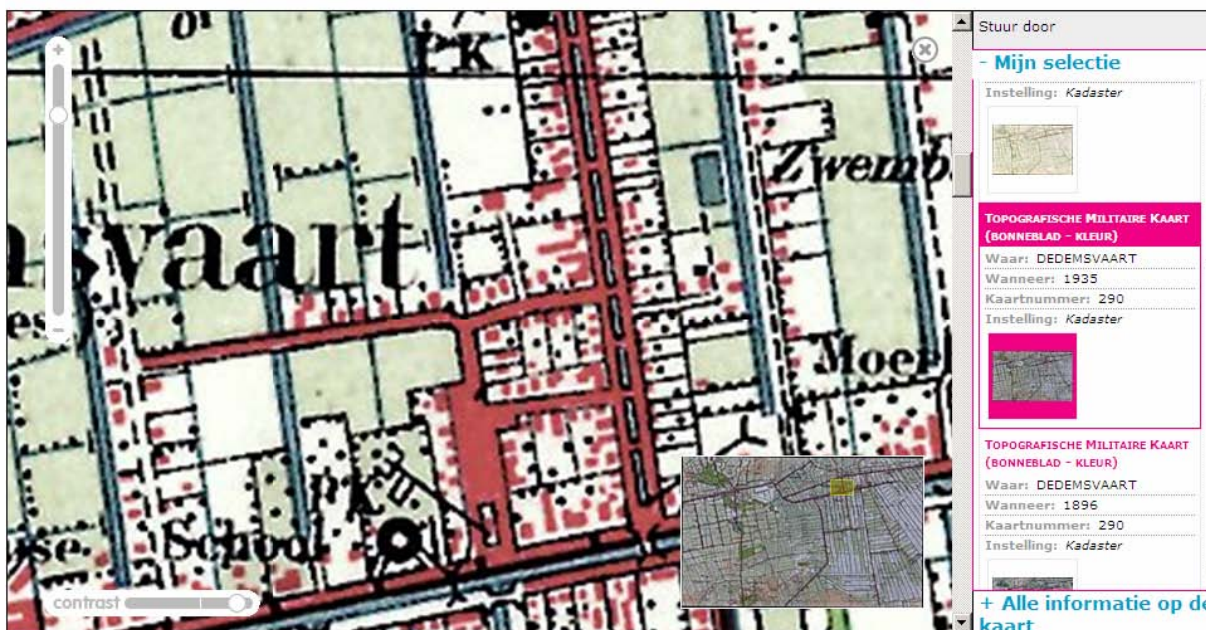 P.K
Zwemb
svaart
Moerk
P.K
School
contrast
Stuur door
- Mijn selectie
Instelling: Kadaster
TOPOGRAFISCHE MILITAIRE KAART
(BONNEBLAD - KLEUR)
Waar: DEDEMSVAART
Wanneer: 1935
Kaartnummer: 290
Instelling: Kadaster
TOPOGRAFISCHE MILITAIRE KAART
(BONNEBLAD - KLEUR)
Waar: DEDEMSVAART
Wanneer: 1896
Kaartnummer: 290
Instelling: Kadaster
+ Alle informatie op de
kaart